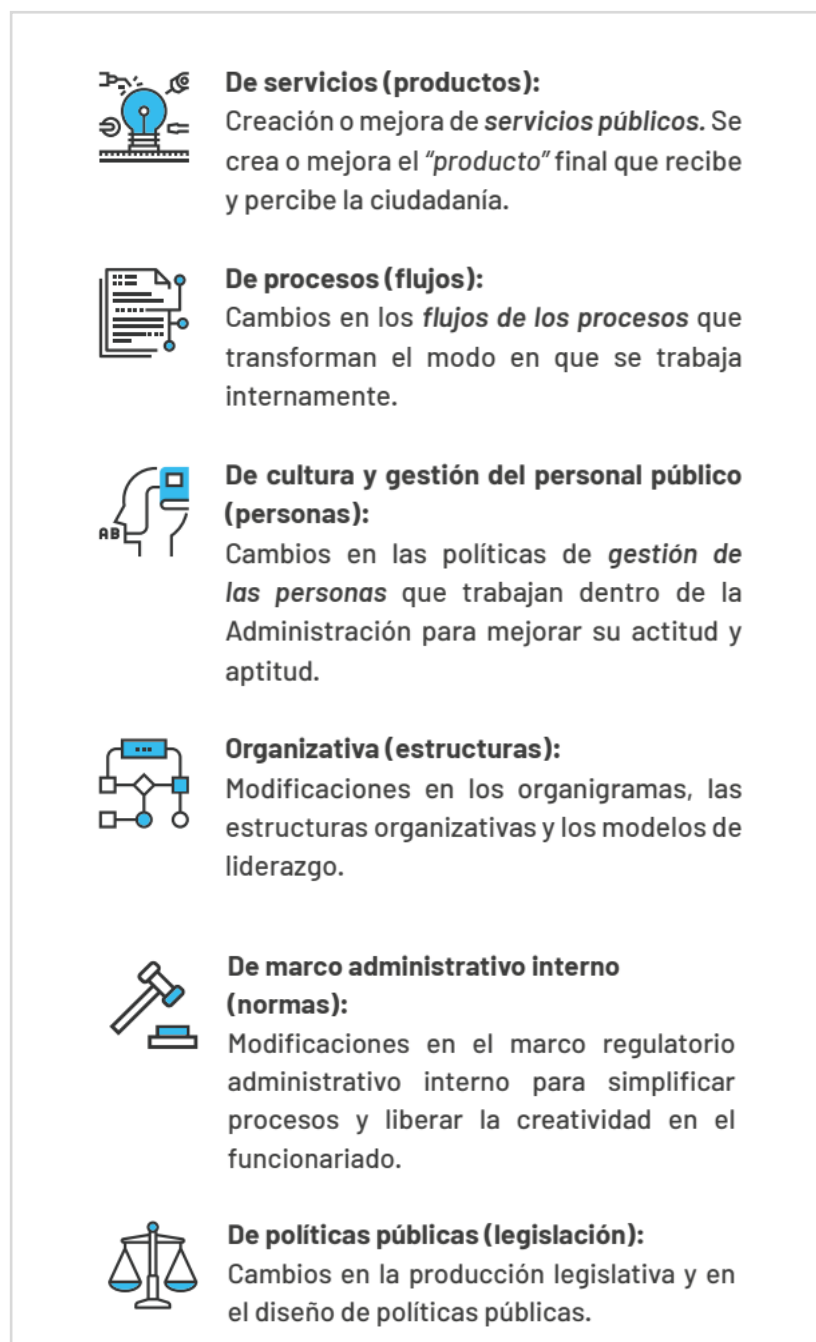 De servicios (productos):
Creación o mejora de servicios públicos. Se
crea o mejora el “producto” final que recibe
y percibe la ciudadanía.
De procesos (flujos):
Cambios en los flujos de los procesos que
transforman el modo en que se trabaja
internamente.
De cultura y gestión del personal público
(personas):
Cambios en las políticas de gestión de
las personas que trabajan dentro de la
Administración para mejorar su actitud y
aptitud.
AB
Organizativa (estructuras):
Modificaciones en los organigramas, las
estructuras organizativas y los modelos de
liderazgo.
De marco administrativo interno
(normas):
Modificaciones en el marco regulatorio
administrativo interno para simplificar
procesos y liberar la creatividad en el
funcionariado.
De políticas públicas (legislación):
Cambios en la producción legislativa y en
el diseño de políticas públicas.